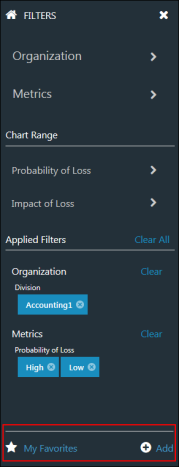 FILTERS
Organization
Metrics
Chart Range
Probability of Loss
Impact of Loss
Applied Filters Clear All
Organization Clear
Division
Accounting1
Metrics Clear
Probability of Loss
High Low
My Favorites Add